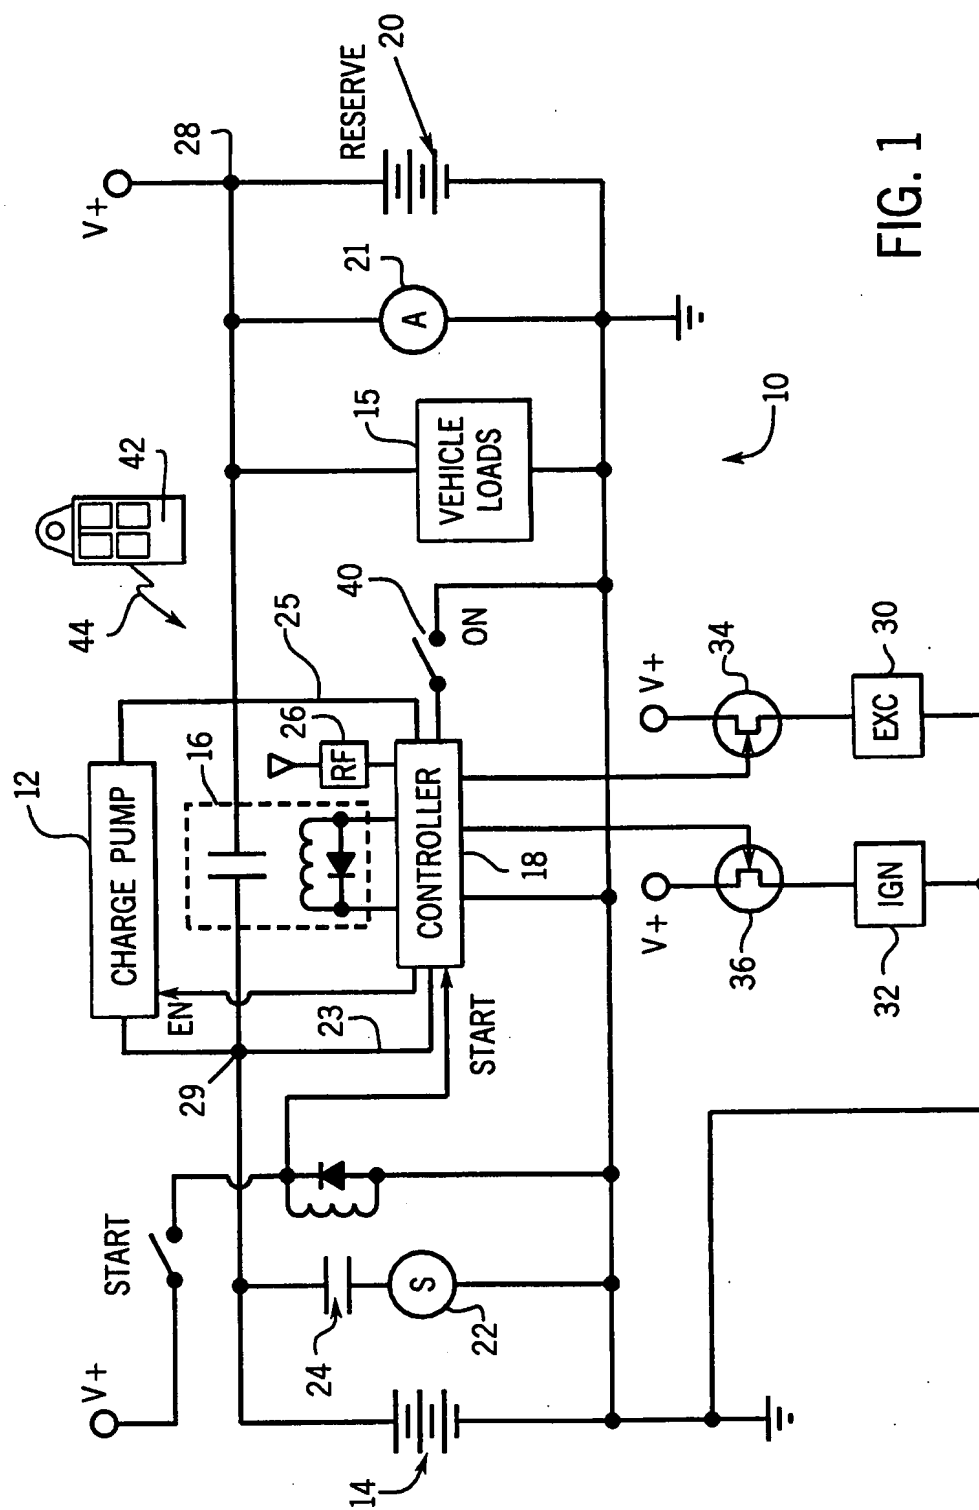 V+
START
29
EN
12
CHARGE PUMP
16
26
RF
25
44
42
28
V+
RESERVE
20
21
A
15
VEHICLE
LOADS
40
ON
CONTROLLER
18
23
START
24
S
22
14
10
V+
36
IGN
32
V+
34
EXC
30
FIG. 1